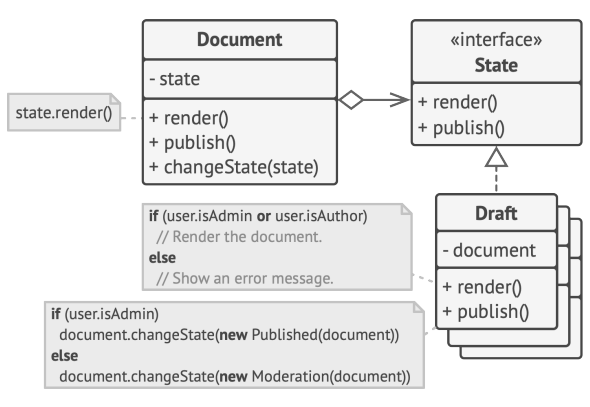 Document
- state
+ render()
+ publish()
+ changeState(state)
state.render()
«interface»
State
+ render()
+ publish()
Draft
- document
+ render()
+ publish()
if (user.isAdmin or user.isAuthor)
// Render the document.
else
// Show an error message.
if (user.isAdmin)
document.changeState(new Published(document))
else
document.changeState(new Moderation(document))